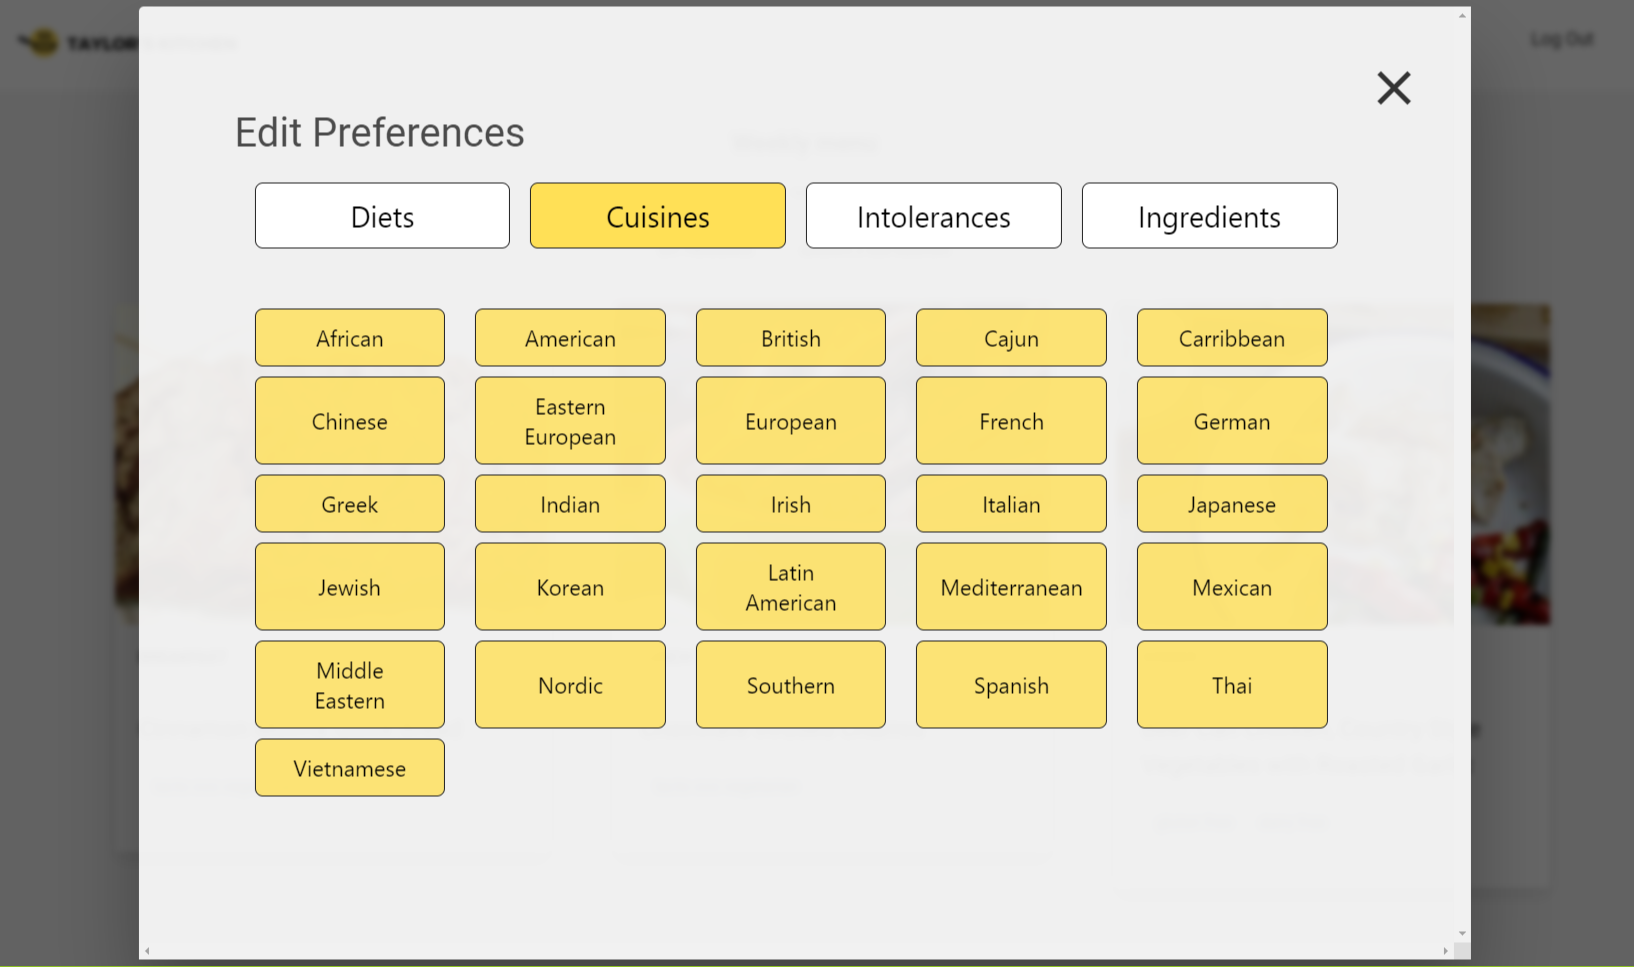 Log Out
Edit Preferences
Diets
Cuisines
Intolerances
Ingredients
African
American
British
Cajun
Carribbean
Chinese
Eastern
European
European
French
German
Greek
Indian
Irish
Italian
Japanese
Jewish
Korean
Latin
American
Mediterranean
Mexican
Middle
Eastern
Nordic
Southern
Spanish
Thai
Vietnamese